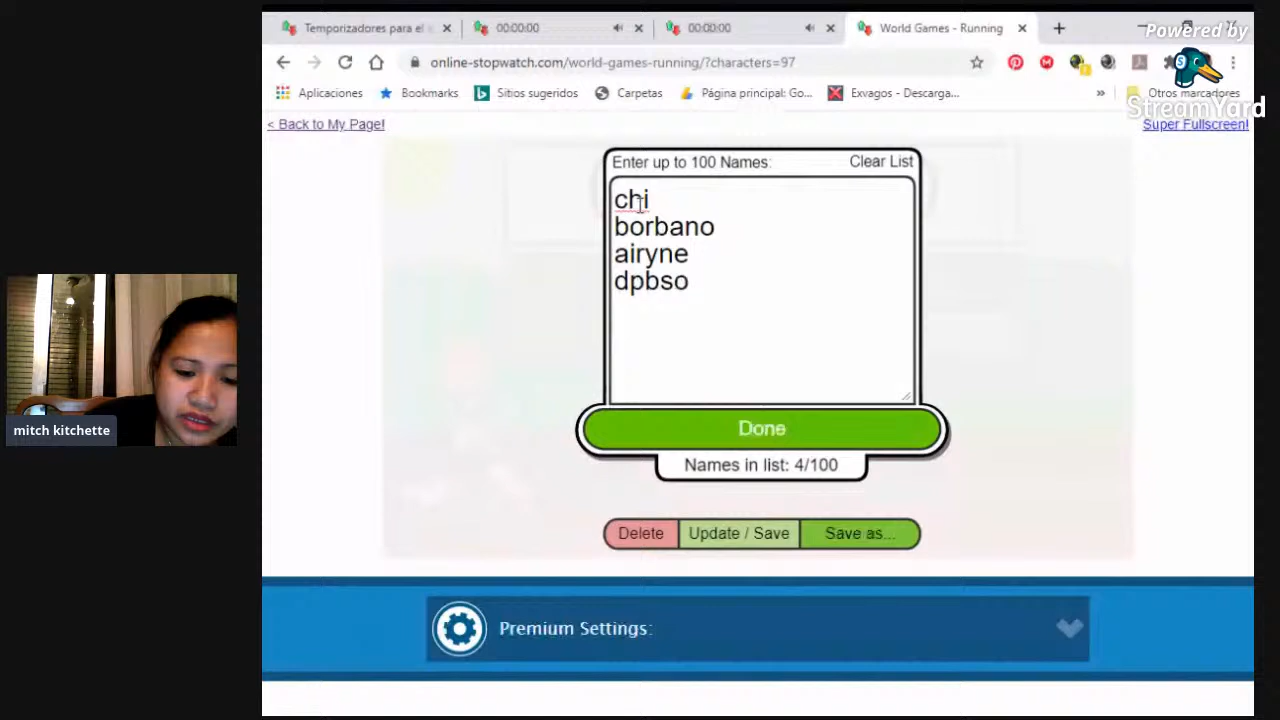 Temporizadores para el
00:00:00
00:00:00
World Games - Running
Powered by
online-stopwatch.com/world-games-running/?characters=97
StreamYard
Aplicaciones
Bookmarks
Sitios sugeridos
Carpetas
Página principal: Go...
Exvagos - Descarga...
»
Otros marcadores
< Back to My Page!
Super Fullscreen!
Enter up to 100 Names:
Clear List
chi
borbano
airyne
dpbso
Done
Names in list: 4/100
Delete
Update / Save
Save as...
mitch kitchette
Premium Settings: